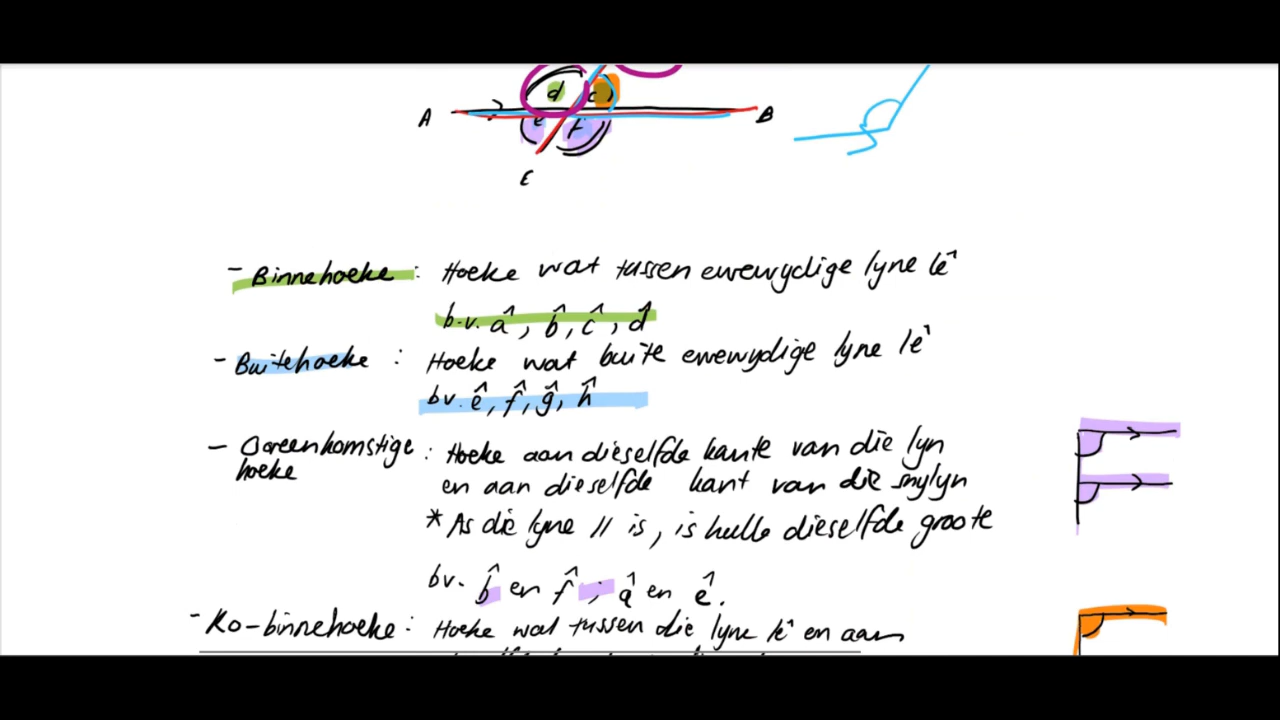 d c
A e f B
E
- Binnehoeke : Hoeke wat tussen ewewydige lyne lê
b.v. â, b̂, ĉ, d̂
- Buitehoeke : Hoeke wat buite ewewydige lyne lê
bv. ê, f̂, ĝ, ĥ
- Ooreenkomstige hoeke : Hoeke aan dieselfde kante van die lyn
en aan dieselfde kant van die snylyn
* As die lyne // is, is hulle dieselfde groote
bv. b̂ en f̂ ; â en ê.
- Ko-binnehoeke : Hoeke wat tussen die lyne lê en aan